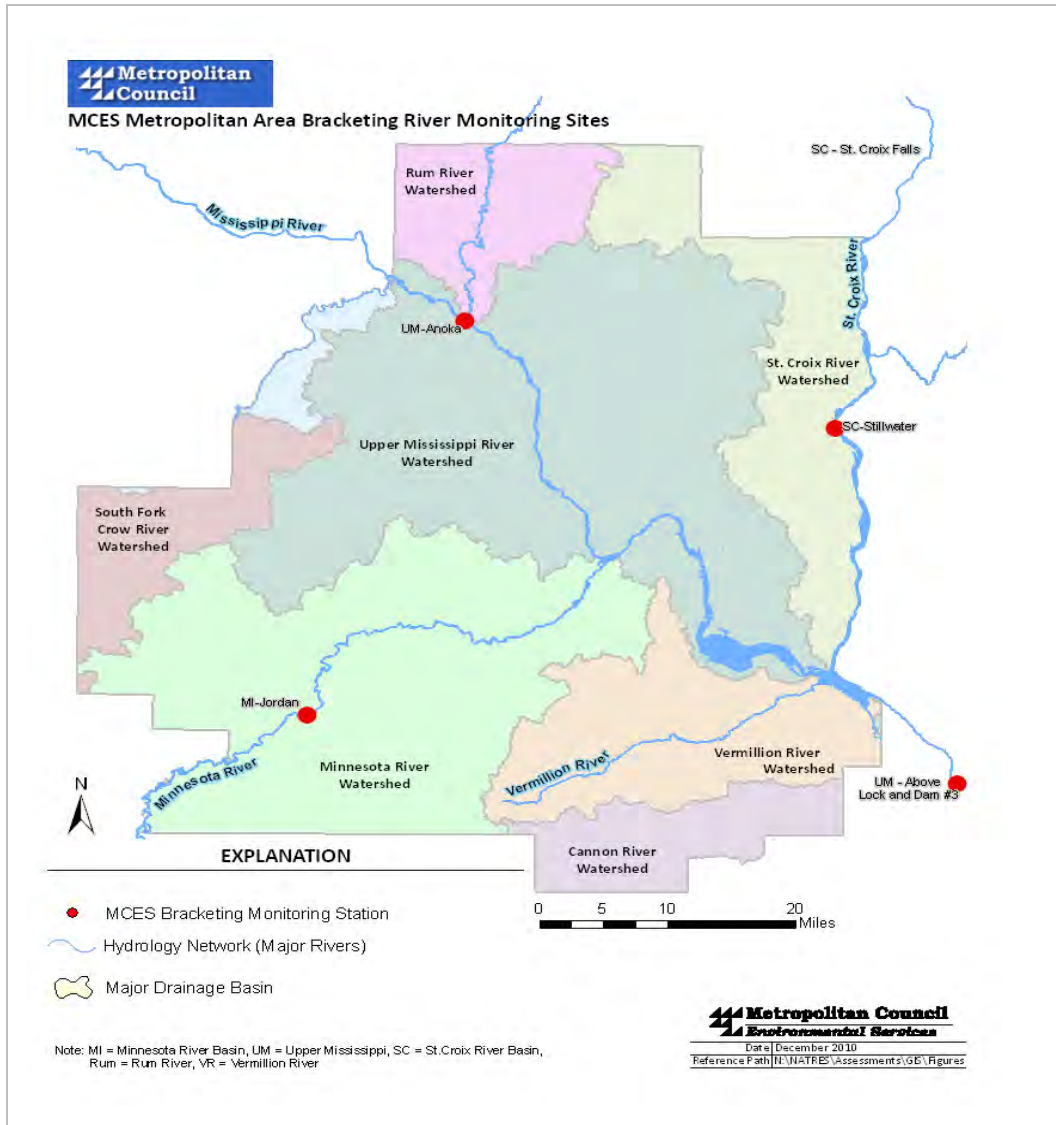 Metropolitan
Council
MCES Metropolitan Area Bracketing River Monitoring Sites
SC - St. Croix Falls
Rum River
Watershed
Mississippi River
St. Croix River
UM-Anoka
St. Croix River
Watershed
SC-Stillwater
Upper Mississippi River
Watershed
South Fork
Crow River
Watershed
MI-Jordan
Minnesota River
Minnesota River
Watershed
Vermillion River
Vermillion River
Watershed
UM - Above
Lock and Dam #3
N
Cannon River
Watershed
EXPLANATION
MCES Bracketing Monitoring Station
Hydrology Network (Major Rivers)
Major Drainage Basin
0 5 10 20
Miles
Note: MI = Minnesota River Basin, UM = Upper Mississippi, SC = St.Croix River Basin,
Rum = Rum River, VR = Vermillion River
Metropolitan Council
Environmental Services
Date December 2010
Reference Path N:\NATRES\Assessments\GIS\Figures